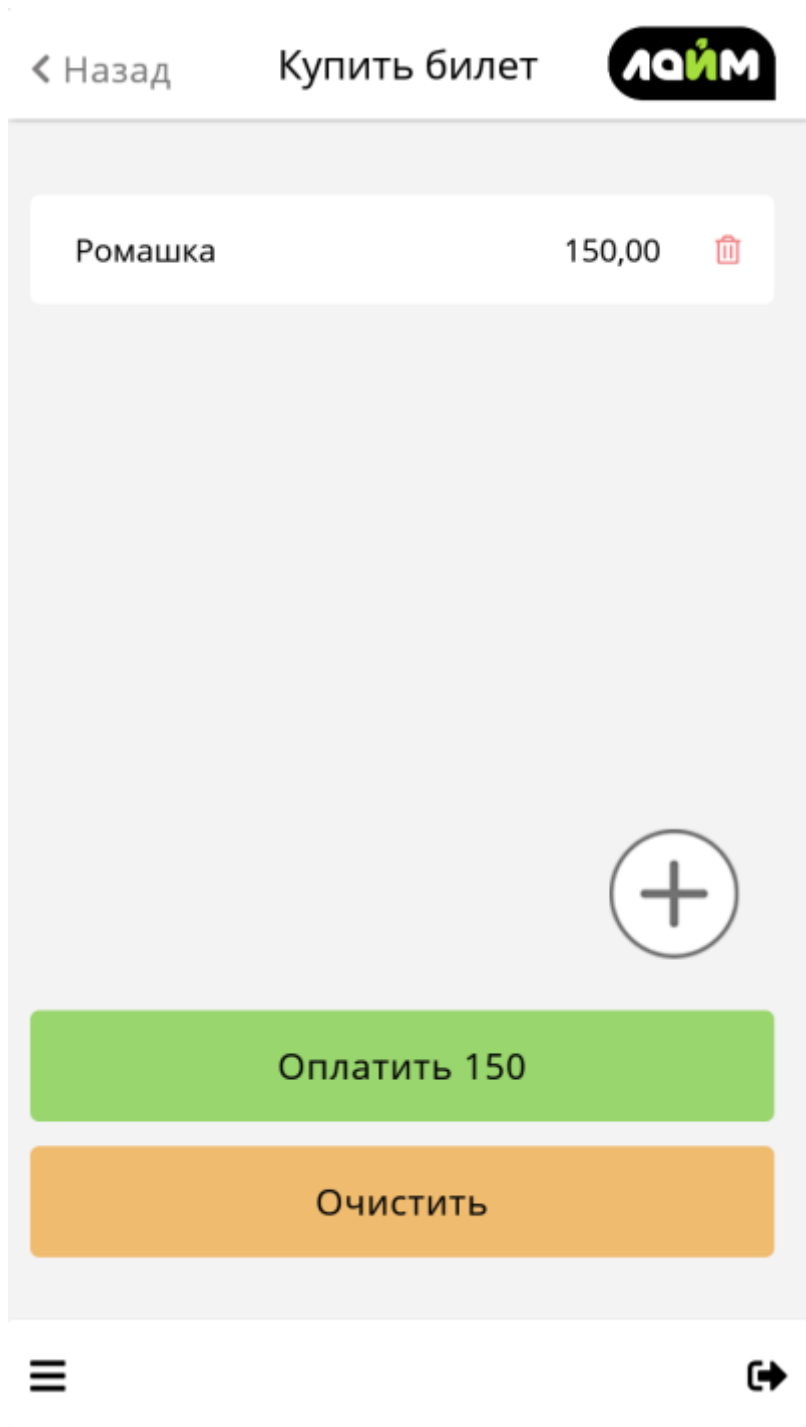 Назад
Купить билет
лайм
Ромашка 150,00
Оплатить 150
Очистить